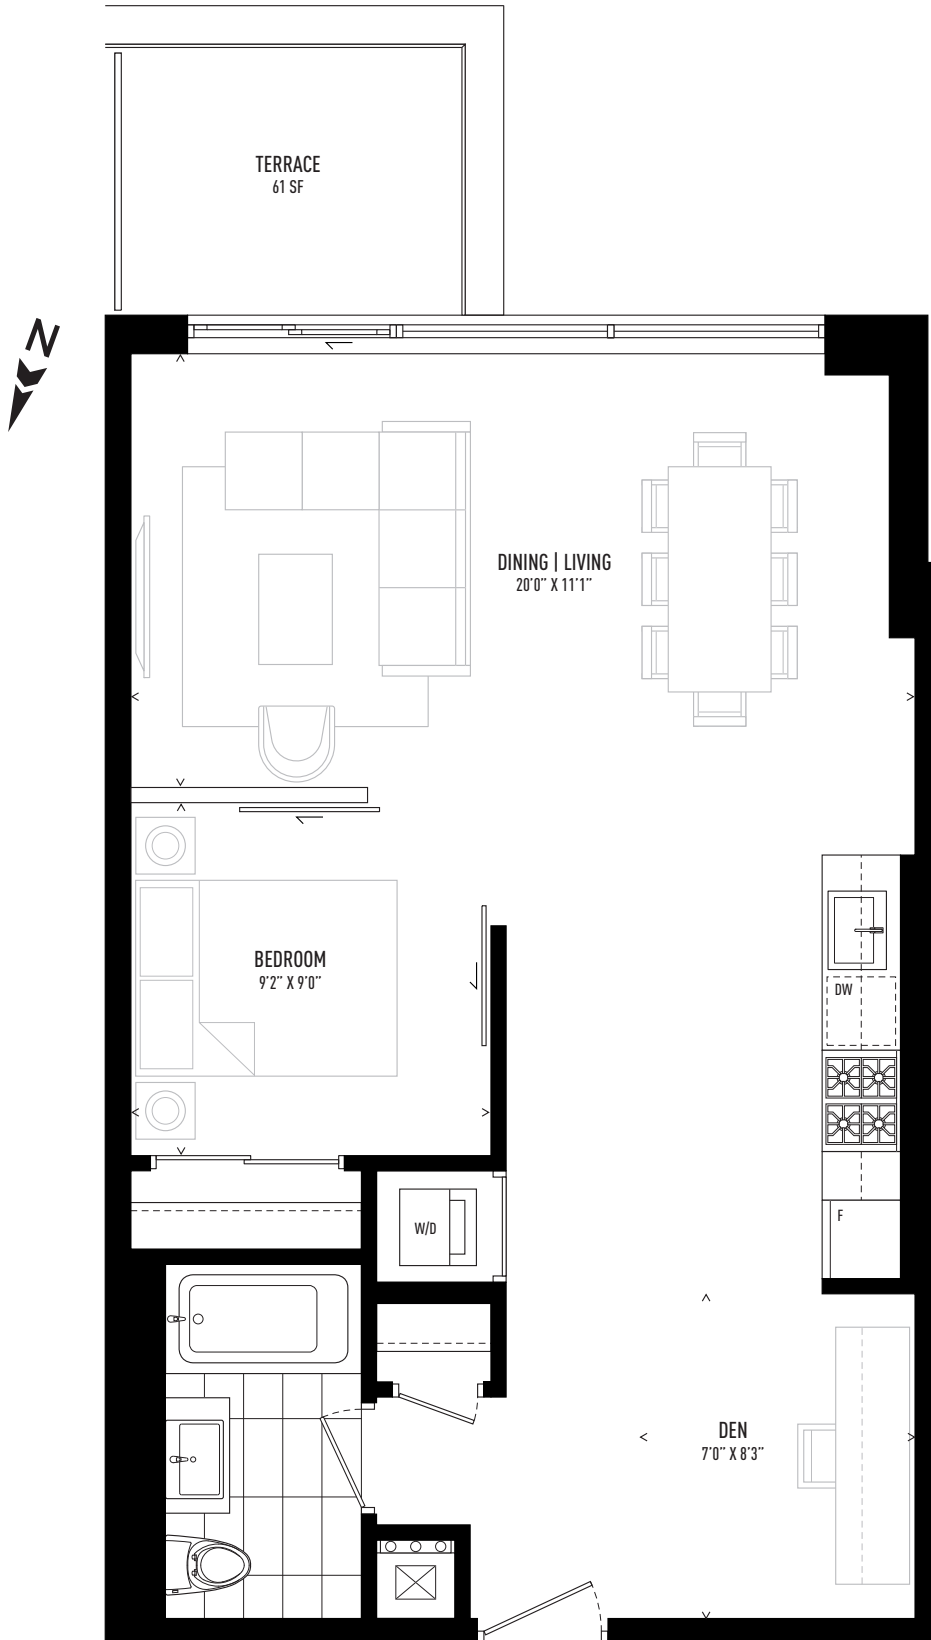 TERRACE
61 SF
N
DINING | LIVING
20'0" X 11'1"
BEDROOM
9'2" X 9'0"
DW
W/D
F
DEN
7'0" X 8'3"